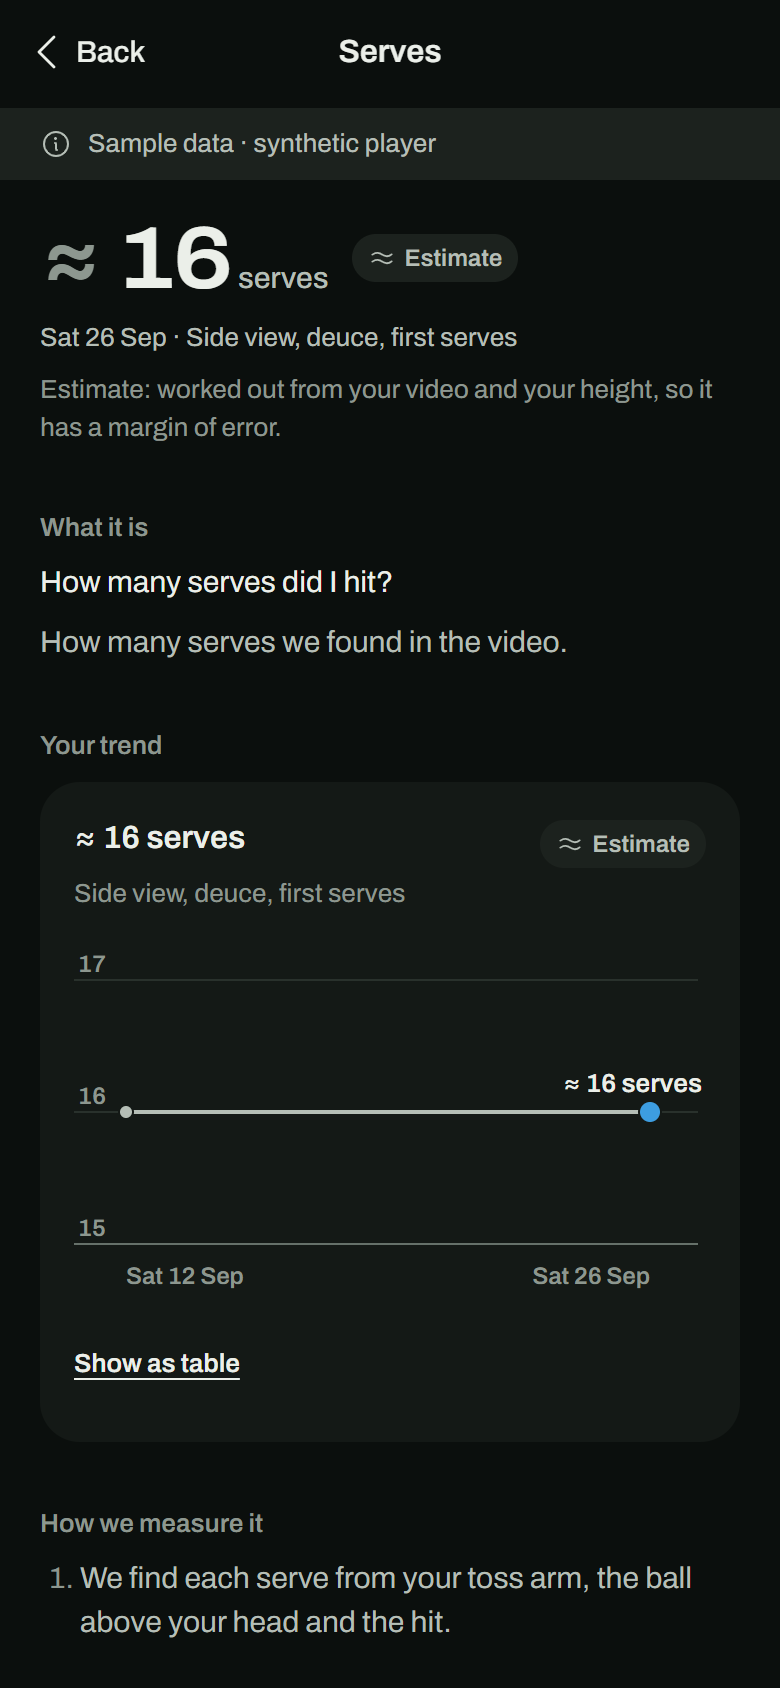 Back
Serves
Sample data · synthetic player
≈ 16 serves
≈ Estimate
Sat 26 Sep · Side view, deuce, first serves
Estimate: worked out from your video and your height, so it
has a margin of error.
What it is
How many serves did I hit?
How many serves we found in the video.
Your trend
≈ 16 serves
≈ Estimate
Side view, deuce, first serves
17
≈ 16 serves
16
15
Sat 12 Sep
Sat 26 Sep
Show as table
How we measure it
1. We find each serve from your toss arm, the ball
above your head and the hit.